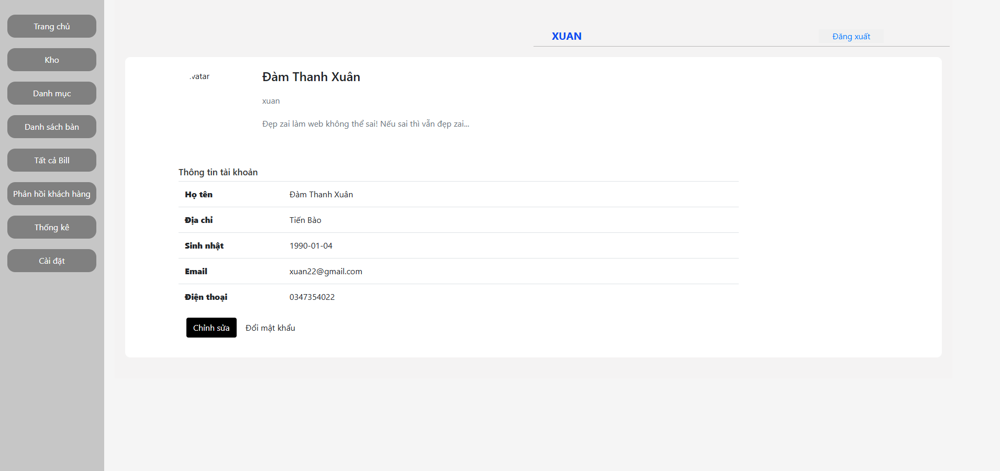 Trang chủ
Kho
Danh mục
Danh sách bàn
Tất cả Bill
Phản hồi khách hàng
Thống kê
Cài đặt
XUAN
Đăng xuất
vatar
Đàm Thanh Xuân
xuan
Đẹp zai làm web không thể sai! Nếu sai thì vẫn đẹp zai...
Thông tin tài khoản
Họ tên Đàm Thanh Xuân
Địa chỉ Tiến Bào
Sinh nhật 1990-01-04
Email xuan22@gmail.com
Điện thoại 0347354022
Chỉnh sửa Đổi mật khẩu